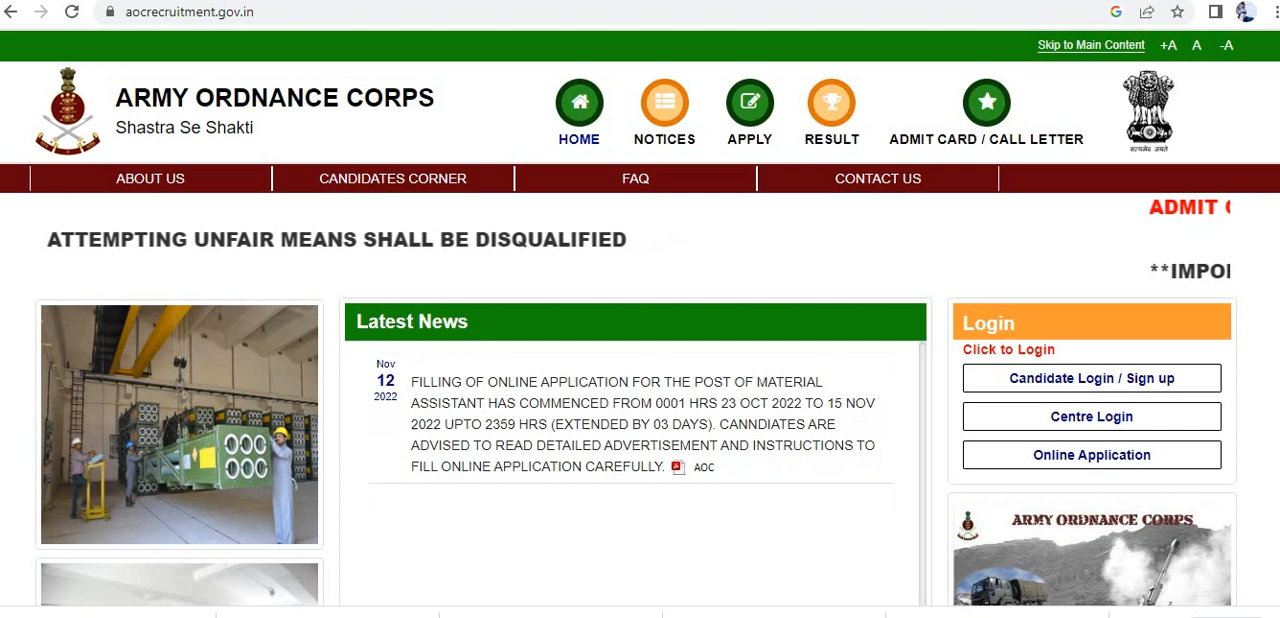 aocrecruitment.gov.in
Skip to Main Content +A A -A
ARMY ORDNANCE CORPS
Shastra Se Shakti
HOME NOTICES APPLY RESULT ADMIT CARD / CALL LETTER
सत्यमेव जयते
ABOUT US CANDIDATES CORNER FAQ CONTACT US
ADMIT
ATTEMPTING UNFAIR MEANS SHALL BE DISQUALIFIED
Latest News
Nov
12
2022
FILLING OF ONLINE APPLICATION FOR THE POST OF MATERIAL
ASSISTANT HAS COMMENCED FROM 0001 HRS 23 OCT 2022 TO 15 NOV
2022 UPTO 2359 HRS (EXTENDED BY 03 DAYS). CANNDIATES ARE
ADVISED TO READ DETAILED ADVERTISEMENT AND INSTRUCTIONS TO
FILL ONLINE APPLICATION CAREFULLY. AOC
Login
Click to Login
Candidate Login / Sign up
Centre Login
Online Application
ARMY ORDNANCE CORPS